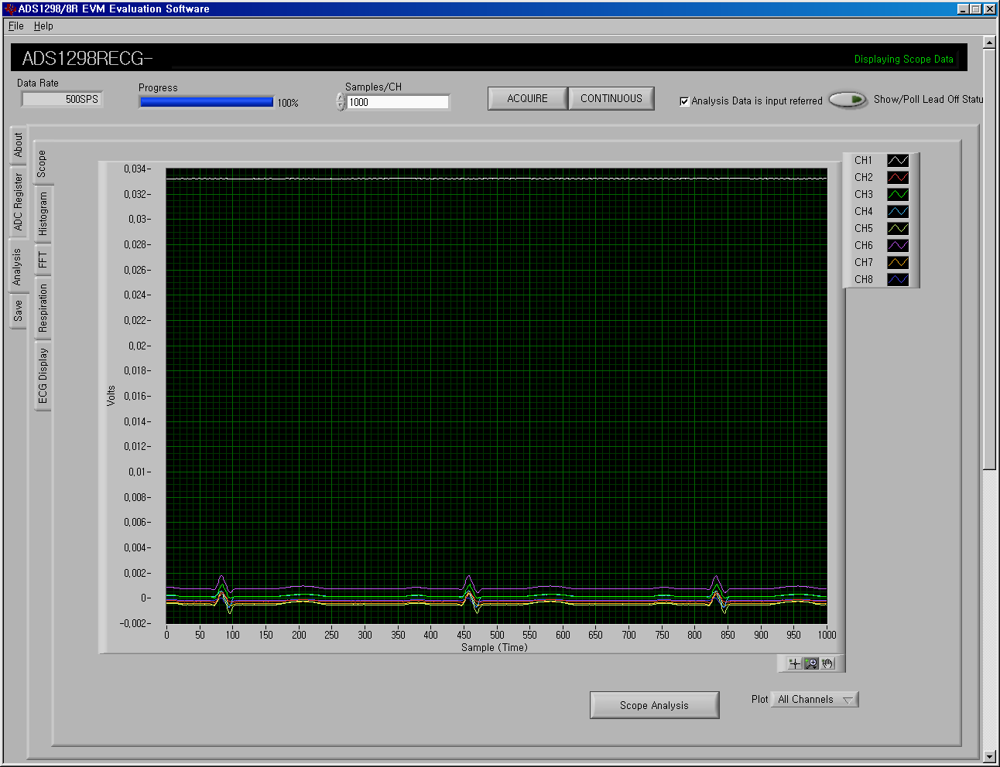 ADS1298/8R EVM Evaluation Software
File Help
ADS1298RECG-
Displaying Scope Data
Data Rate
500SPS
Progress
100%
Samples/CH
1000
ACQUIRE
CONTINUOUS
Analysis Data is input referred
Show/Poll Lead Off Statu
About
ADC Register
Analysis
Save
Scope
Histogram
FFT
Respiration
ECG Display
Volts
0,034-
0,032-
0,03-
0,028-
0,026-
0,024-
0,022-
0,02-
0,018-
0,016-
0,014-
0,012-
0,01-
0,008-
0,006-
0,004-
0,002-
0-
-0,002-
0 50 100 150 200 250 300 350 400 450 500 550 600 650 700 750 800 850 900 950 1000
Sample (Time)
CH1
CH2
CH3
CH4
CH5
CH6
CH7
CH8
Scope Analysis
Plot All Channels